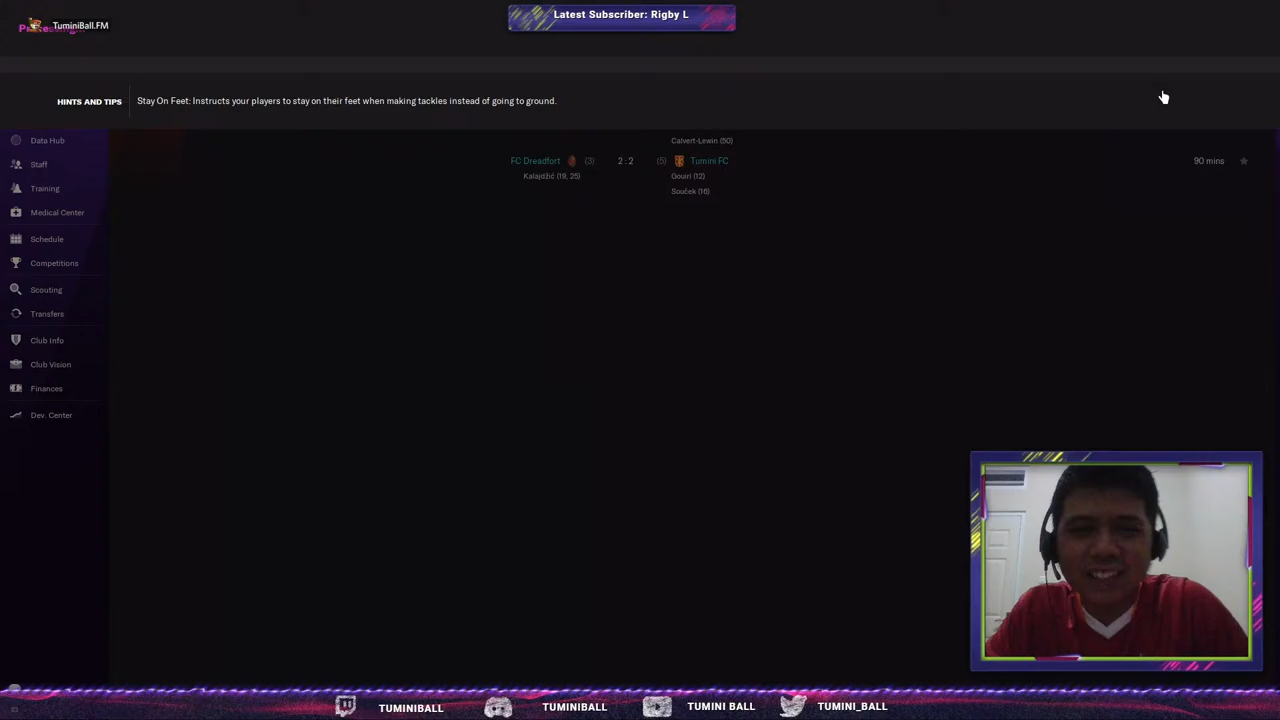 Latest Subscriber: Rigby L
TuminiBall.FM
HINTS AND TIPS
Stay On Feet: Instructs your players to stay on their feet when making tackles instead of going to ground.
Data Hub
Calvert-Lewin (50)
FC Dreadfort (3) 2 : 2 (5) Tumini FC 90 mins
Kalajdžić (19, 25) Gouiri (12)
Souček (16)
Staff
Training
Medical Center
Schedule
Competitions
Scouting
Transfers
Club Info
Club Vision
Finances
Dev. Center
TUMINIBALL TUMINIBALL TUMINI BALL TUMINI_BALL